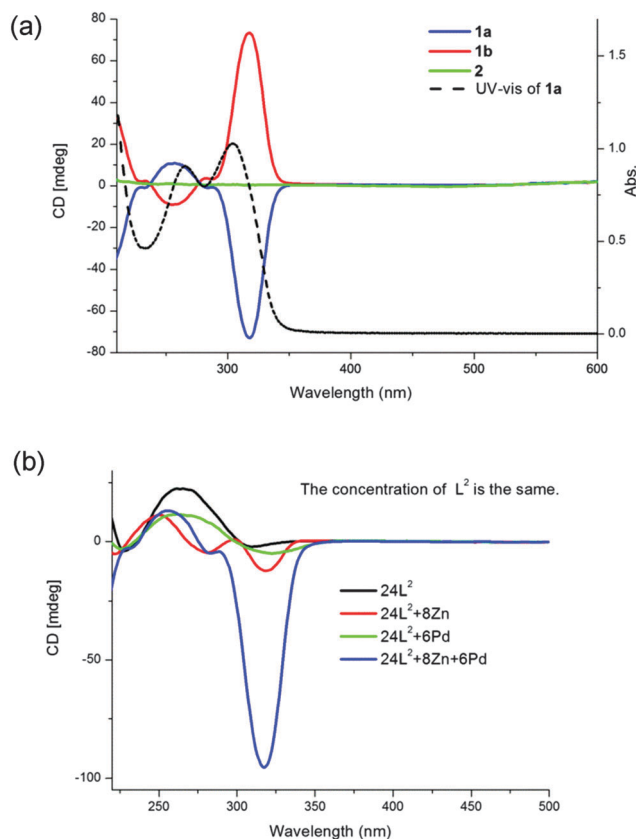 (a)
80
60
40
20
0
-20
-40
-60
-80
CD [mdeg]
1a
1b
2
UV-vis of 1a
1.5
1.0
0.5
0.0
Abs.
300
400
500
600
Wavelength (nm)
(b)
The concentration of L² is the same.
0
-50
-100
CD [mdeg]
24L²
24L²+8Zn
24L²+6Pd
24L²+8Zn+6Pd
250
300
350
400
450
500
Wavelength (nm)